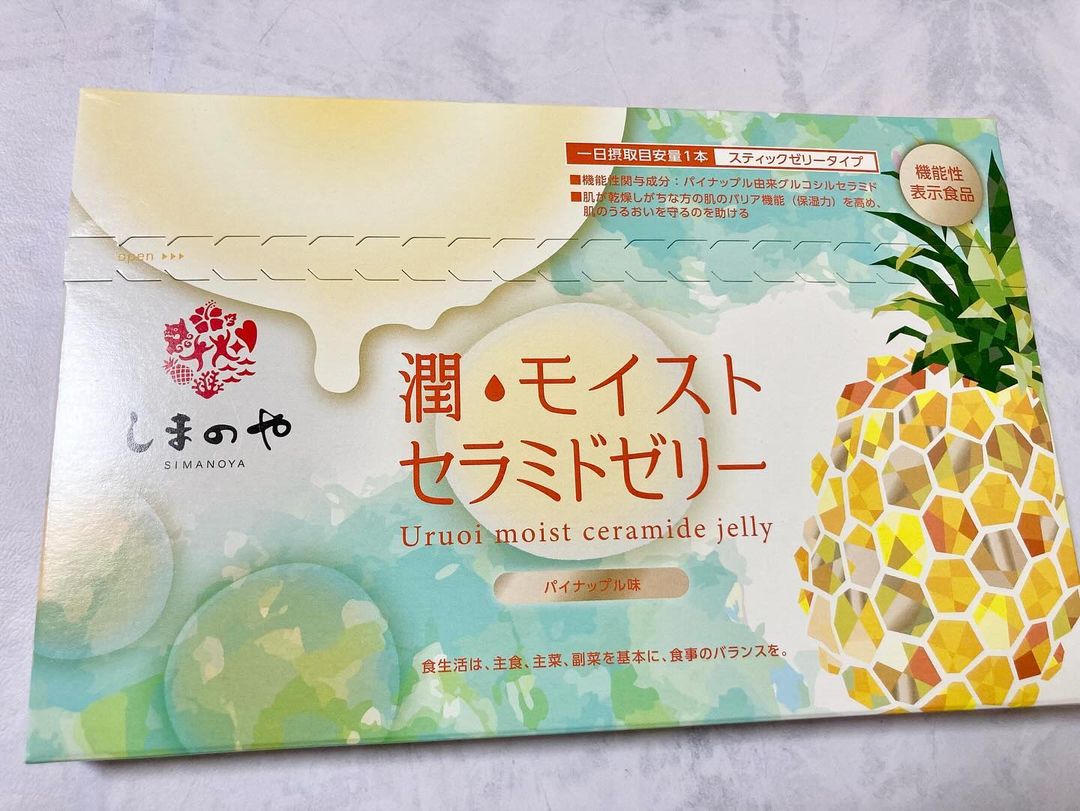 一日摂取目安量1本 スティックゼリータイプ
■機能性関与成分：パイナップル由来グルコシルセラミド
■肌が乾燥しがちな方の肌のバリア機能（保湿力）を高め、
肌のうるおいを守るのを助ける
機能性
表示食品
open ▸▸▸
しまのや
SIMANOYA
潤・モイスト
セラミドゼリー
Uruoi moist ceramide jelly
パイナップル味
食生活は、主食、主菜、副菜を基本に、食事のバランスを。